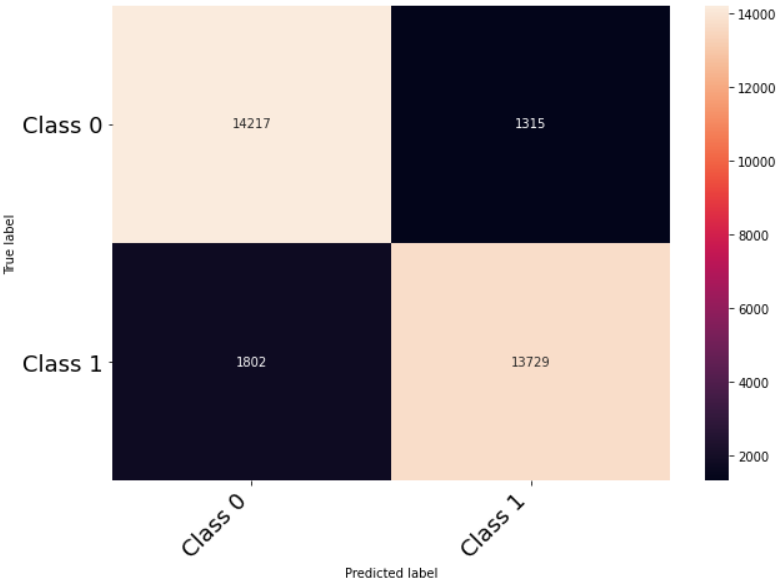 True label
Class 0
Class 1
14217
1315
1802
13729
Class 0
Class 1
Predicted label
14000
12000
10000
8000
6000
4000
2000